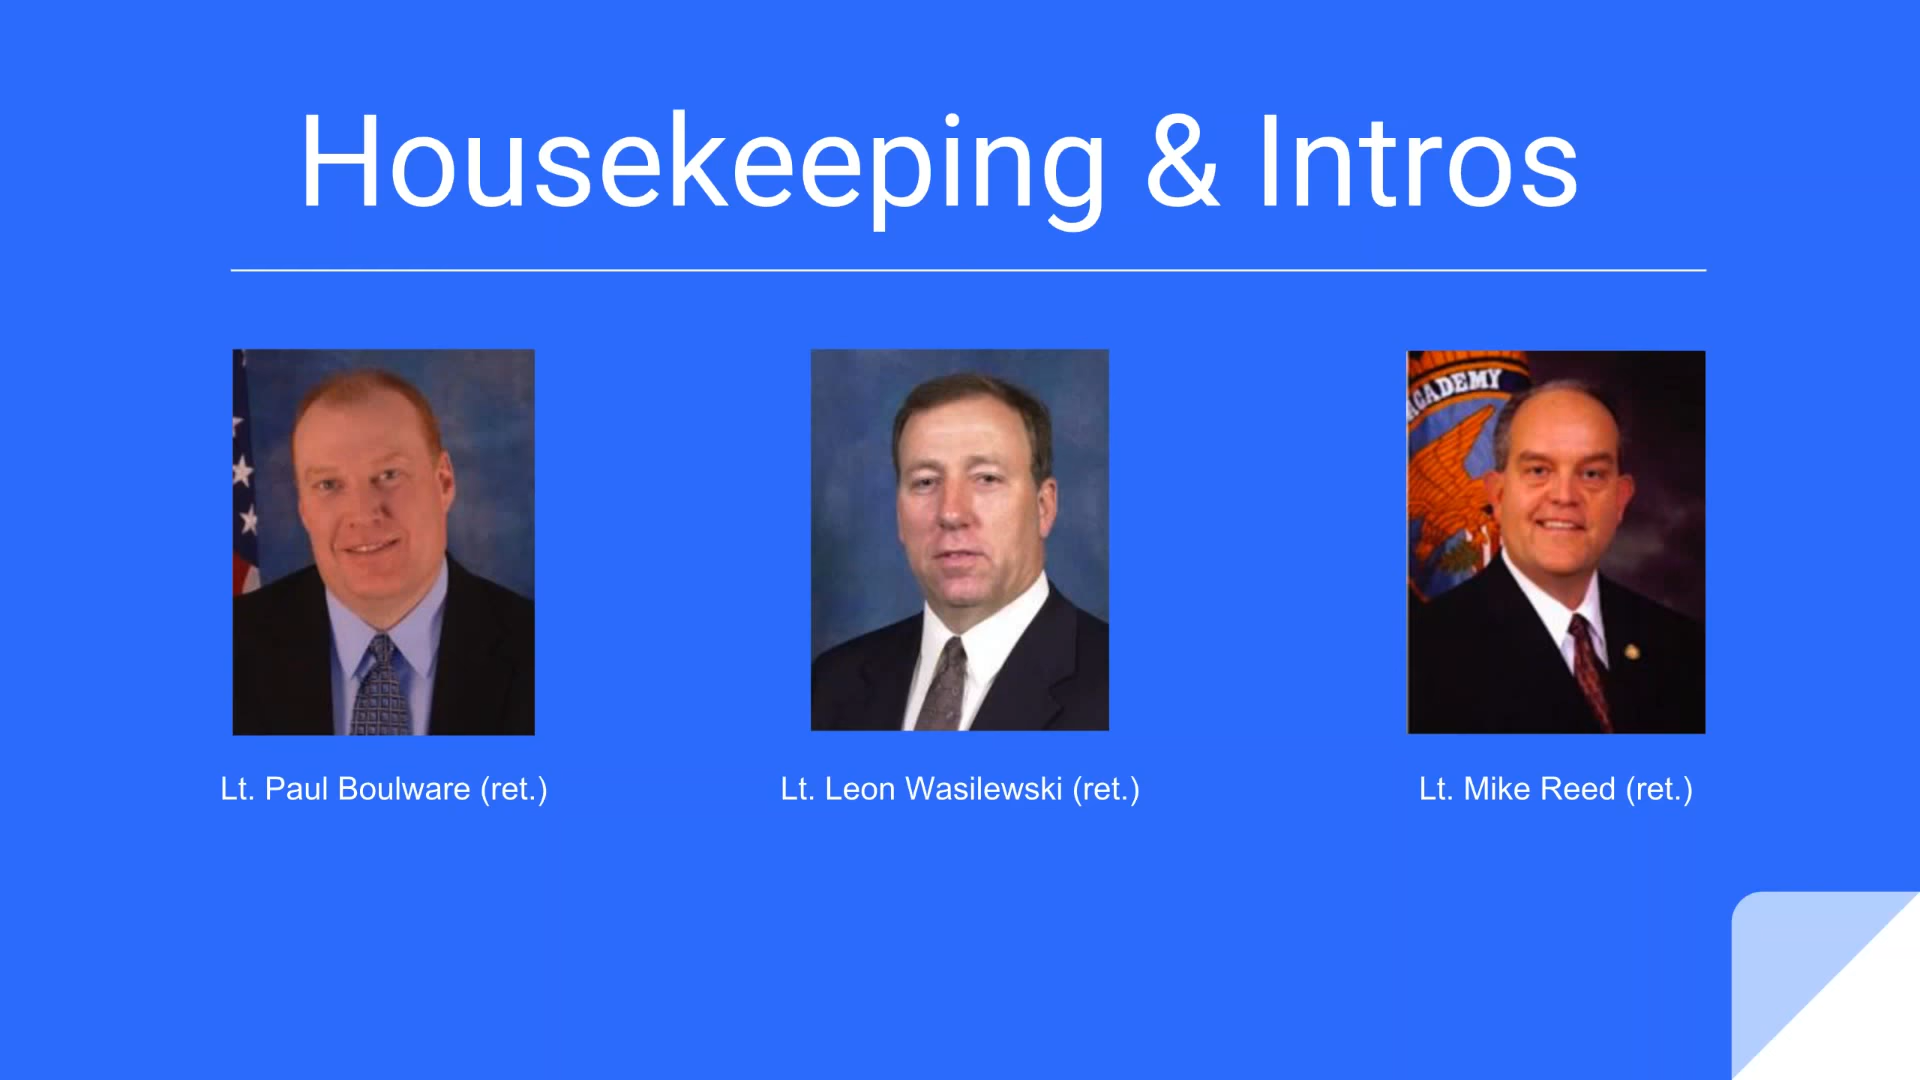 Housekeeping & Intros
ACADEMY
Lt. Paul Boulware (ret.)
Lt. Leon Wasilewski (ret.)
Lt. Mike Reed (ret.)